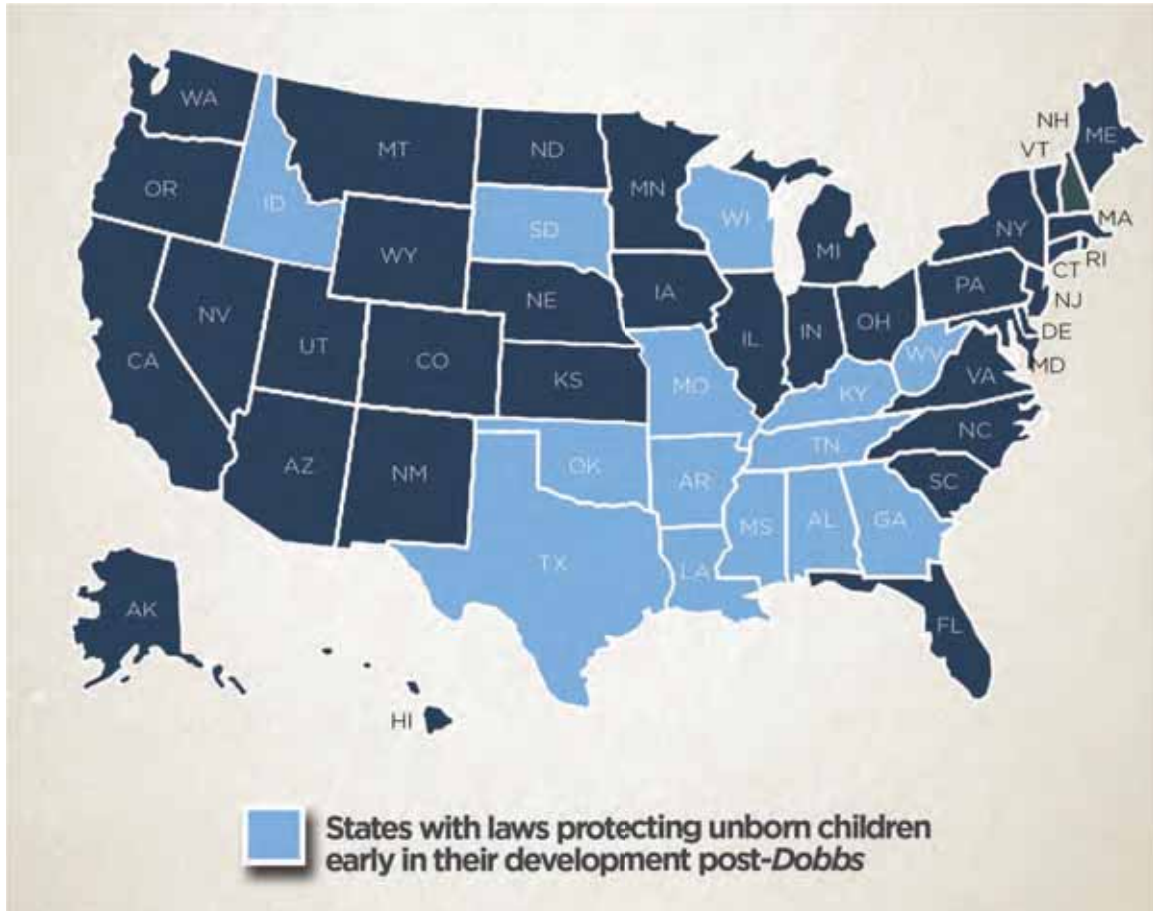 WA
OR
CA
NV
ID
MT
WY
UT
AZ
CO
NM
ND
SD
NE
KS
OK
TX
MN
IA
MO
AR
LA
WI
IL
MI
IN
OH
KY
TN
MS
AL
GA
FL
SC
NC
VA
WV
PA
NY
VT
NH
ME
MA
RI
CT
NJ
DE
MD
AK
HI
States with laws protecting unborn children
early in their development post-Dobbs